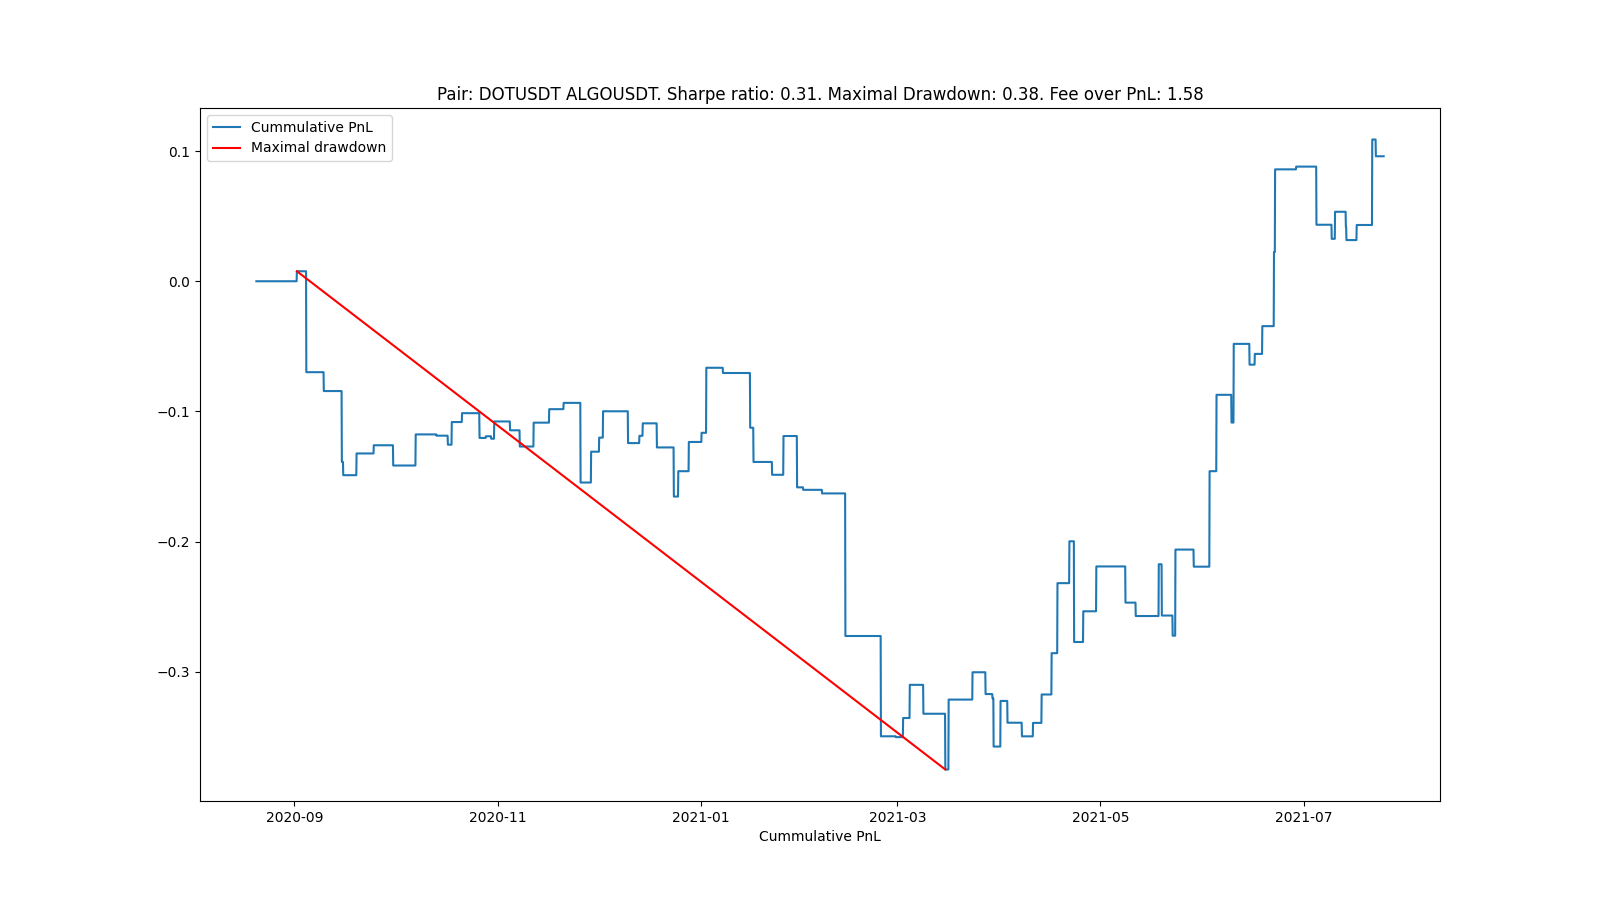 Pair: DOTUSDT ALGOUSDT. Sharpe ratio: 0.31. Maximal Drawdown: 0.38. Fee over PnL: 1.58
Cummulative PnL
Maximal drawdown
0.1
0.0
−0.1
−0.2
−0.3
2020-09 2020-11 2021-01 2021-03 2021-05 2021-07
Cummulative PnL